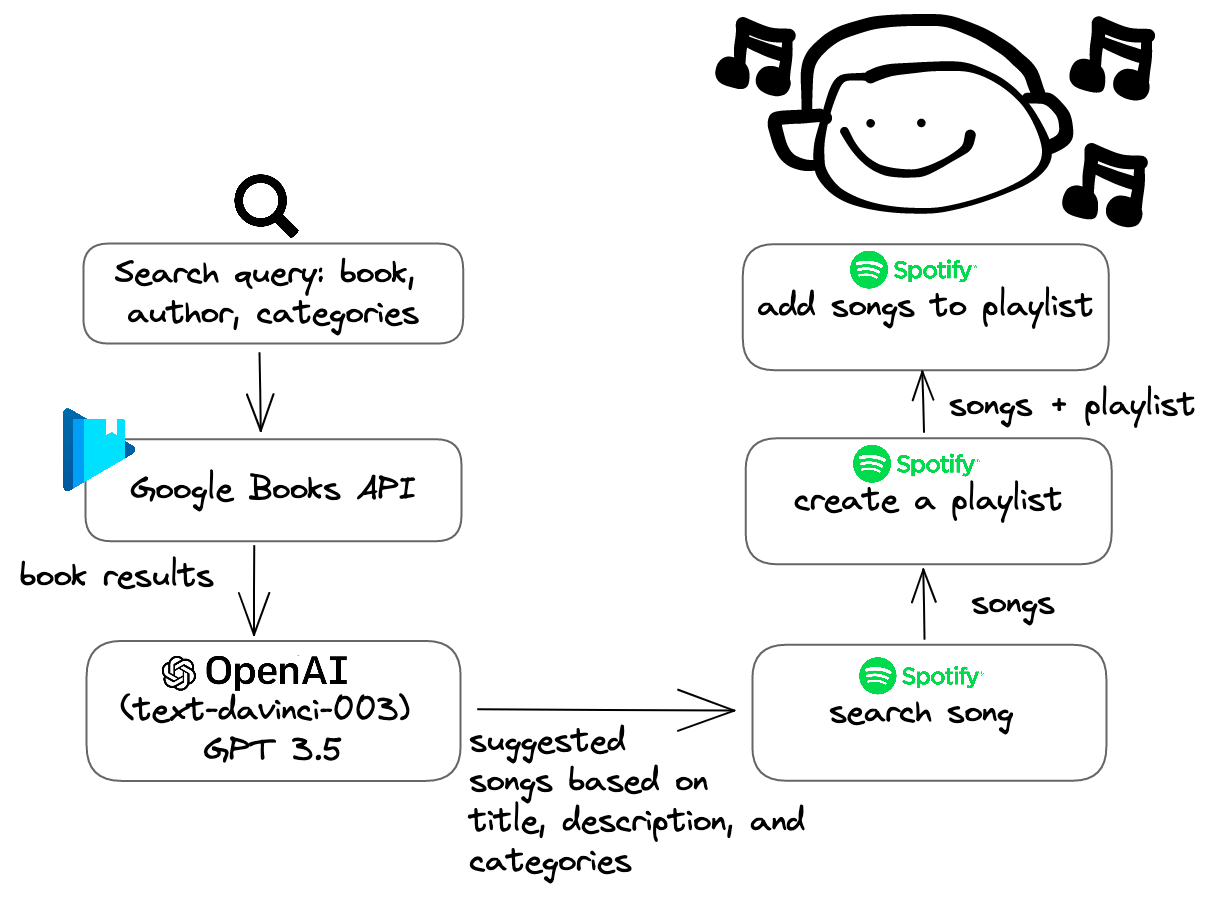 Search query: book,
author, categories
Google Books API
book results
OpenAI
(text-davinci-003)
GPT 3.5
suggested
songs based on
title, description, and
categories
Spotify
search song
songs
Spotify
create a playlist
songs + playlist
Spotify
add songs to playlist